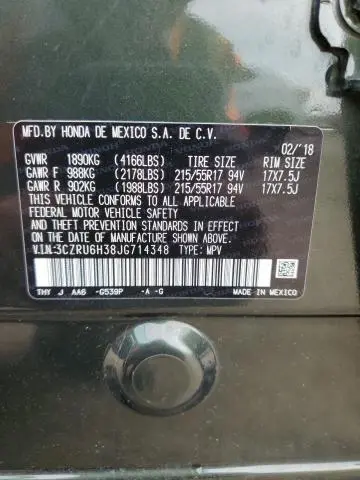 MFD.BY HONDA DE MEXICO S.A. DE C.V.
02/'18
GVWR 1890KG (4166LBS) TIRE SIZE RIM SIZE
GAWR F 988KG (2178LBS) 215/55R17 94V 17X7.5J
GAWR R 902KG (1988LBS) 215/55R17 94V 17X7.5J
THIS VEHICLE CONFORMS TO ALL APPLICABLE
FEDERAL MOTOR VEHICLE SAFETY AND
THEFT PREVENTION STANDARDS IN EFFECT
ON THE DATE OF MANUFACTURE SHOWN
ABOVE.
V.I.N:3CZRU6H38JG714348 TYPE: MPV
THY J AA6 -G539P -A -G MADE IN MEXICO